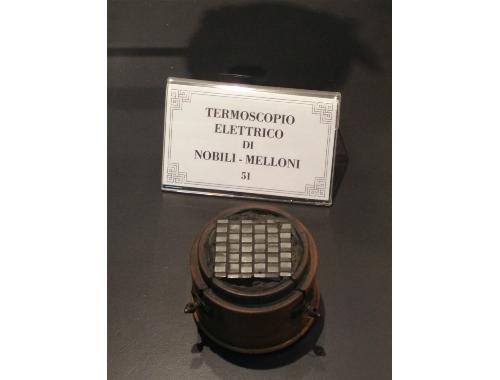 TERMOSCOPIO
ELETTRICO
DI
NOBILI - MELLONI
51